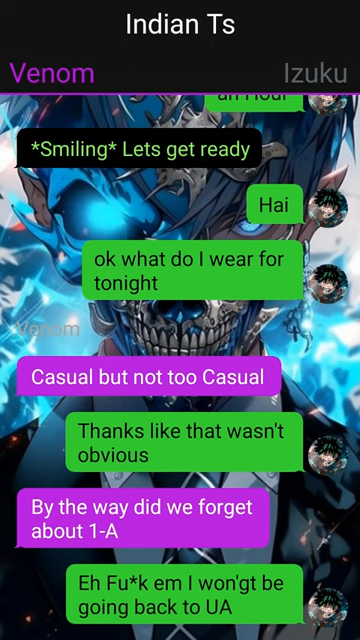 Indian Ts
Venom
Izuku
an Hour
*Smiling* Lets get ready
Hai
ok what do I wear for
tonight
Venom
Casual but not too Casual
Thanks like that wasn't
obvious
By the way did we forget
about 1-A
Eh Fu*k em I won'gt be
going back to UA